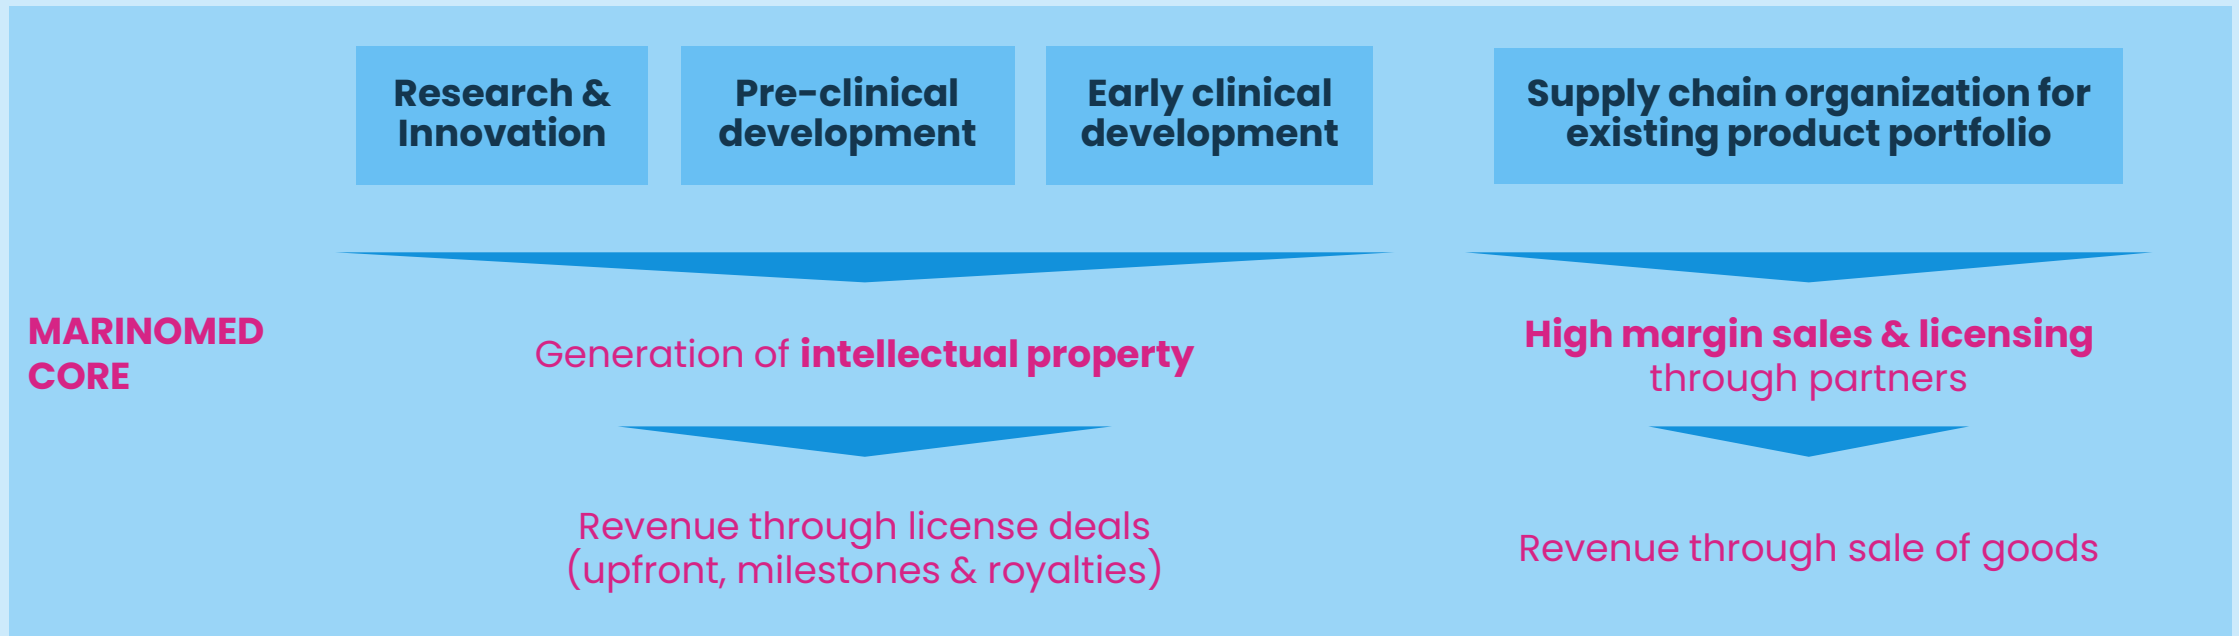 Research &
Innovation
Pre-clinical
development
Early clinical
development
Supply chain organization for
existing product portfolio
MARINOMED
CORE
Generation of intellectual property
High margin sales & licensing
through partners
Revenue through license deals
(upfront, milestones & royalties)
Revenue through sale of goods